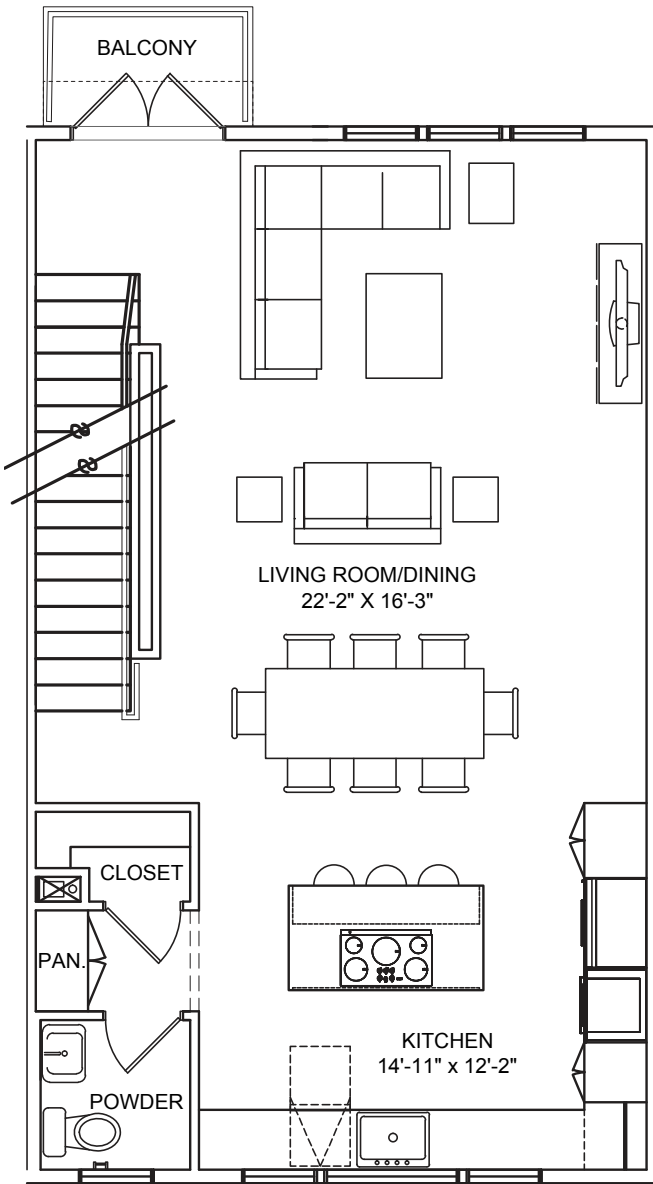 BALCONY
LIVING ROOM/DINING
22'-2" X 16'-3"
CLOSET
PAN.
KITCHEN
14'-11" x 12'-2"
POWDER